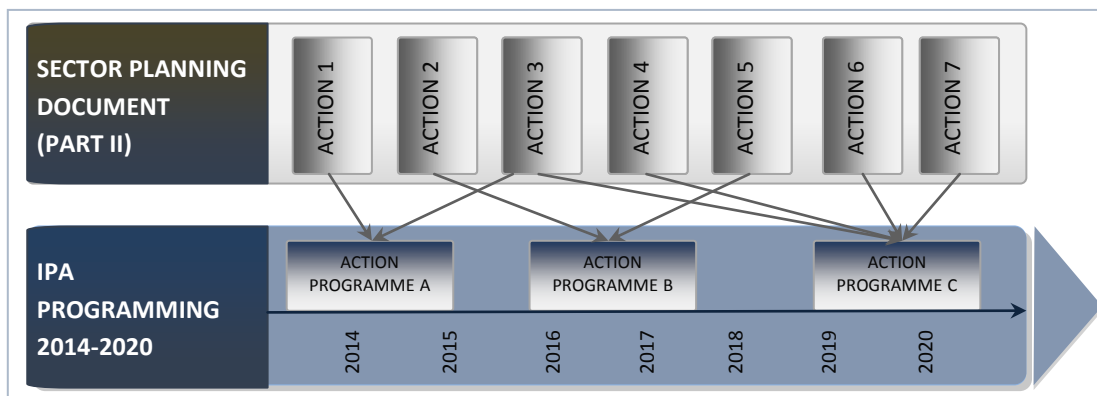 SECTOR PLANNING
DOCUMENT
(PART II)
ACTION 1
ACTION 2
ACTION 3
ACTION 4
ACTION 5
ACTION 6
ACTION 7
IPA
PROGRAMMING
2014-2020
ACTION
PROGRAMME A
ACTION
PROGRAMME B
ACTION
PROGRAMME C
2014
2015
2016
2017
2018
2019
2020